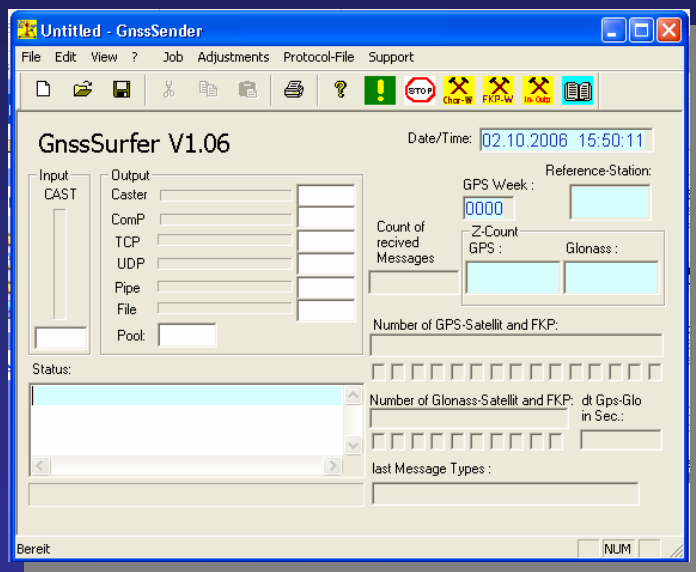 Untitled - GnssSender
File Edit View ? Job Adjustments Protocol-File Support
STOP
Char-W
FKP-W
In- Outp
GnssSurfer V1.06
Date/Time: 02.10.2006 15:50:11
Input
CAST
Output
Caster
ComP
TCP
UDP
Pipe
File
Pool:
GPS Week :
0000
Reference-Station:
Count of
recived
Messages
Z-Count
GPS :
Glonass :
Number of GPS-Satellit and FKP:
Status:
Number of Glonass-Satellit and FKP:
dt Gps-Glo
in Sec.:
last Message Types :
Bereit
NUM